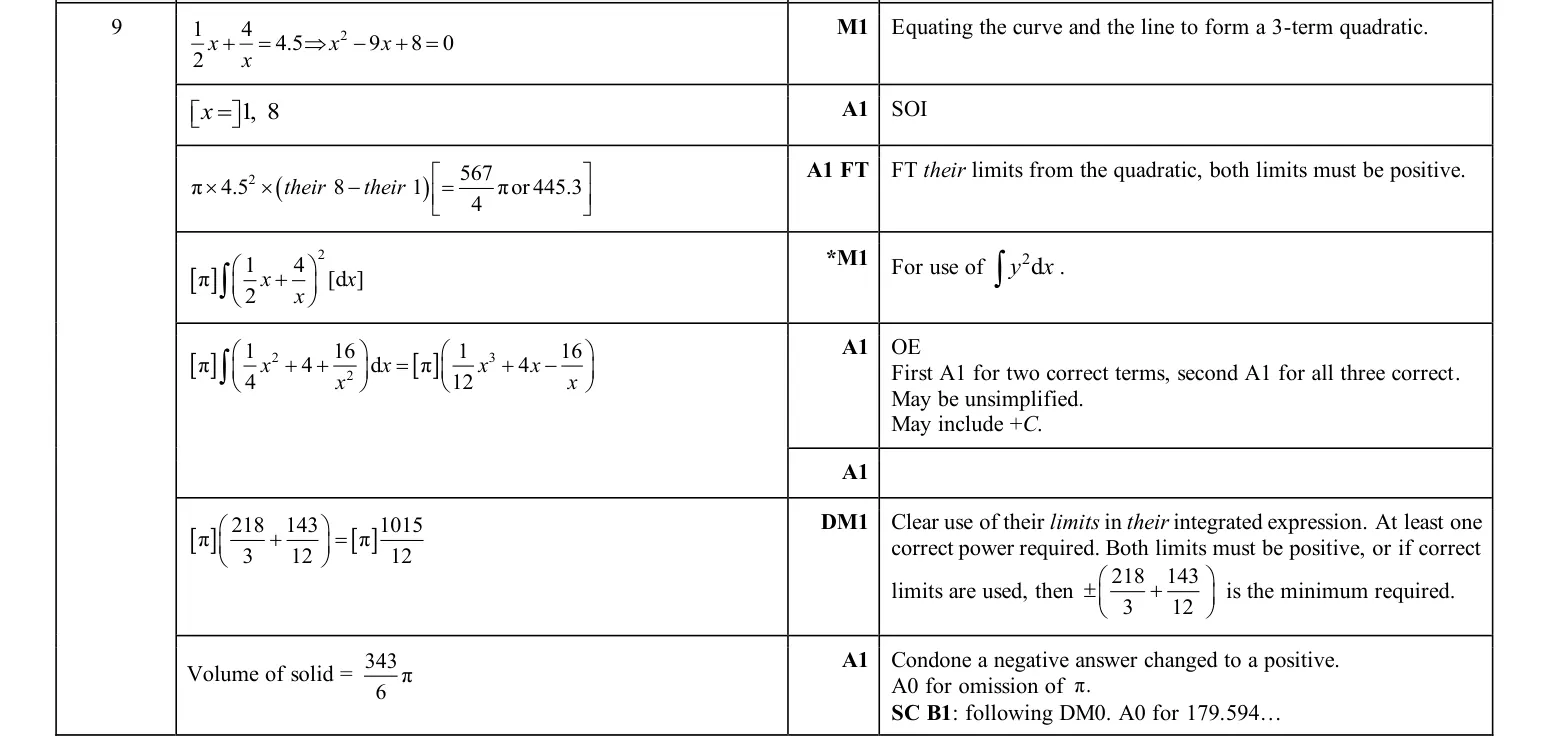 9
1/2 x + 4/x = 4.5 ⇒ x² − 9x + 8 = 0
M1
Equating the curve and the line to form a 3-term quadratic.
[x =]1, 8
A1
SOI
π × 4.5² × (their 8 − their 1)[= 567/4 π or 445.3]
A1 FT
FT their limits from the quadratic, both limits must be positive.
[π]∫(1/2 x + 4/x)² [dx]
*M1
For use of ∫y²dx .
[π]∫(1/4 x² + 4 + 16/x²)dx = [π](1/12 x³ + 4x − 16/x)
A1
OE
First A1 for two correct terms, second A1 for all three correct.
May be unsimplified.
May include +C.
A1
[π](218/3 + 143/12) = [π]1015/12
DM1
Clear use of their limits in their integrated expression. At least one
correct power required. Both limits must be positive, or if correct
limits are used, then ±(218/3 + 143/12) is the minimum required.
Volume of solid = 343/6 π
A1
Condone a negative answer changed to a positive.
A0 for omission of π.
SC B1: following DM0. A0 for 179.594…